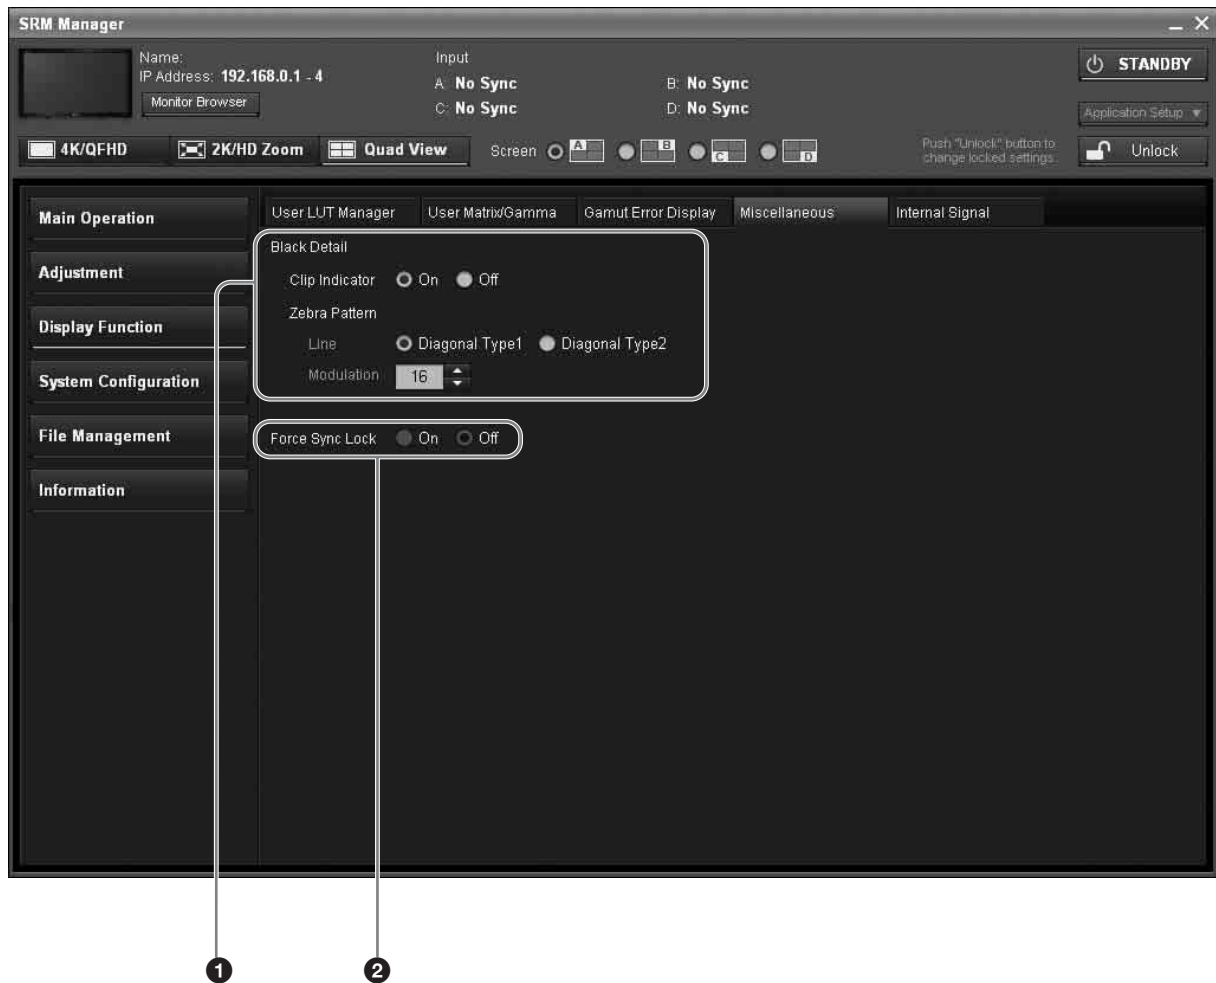 SRM Manager
Name:
IP Address: 192.168.0.1 - 4
Monitor Browser
Input
A: No Sync
B: No Sync
C: No Sync
D: No Sync
STANDBY
Application Setup
4K/QFHD
2K/HD Zoom
Quad View
Screen
A
B
C
D
Push "Unlock" button to
change locked settings.
Unlock
Main Operation
Adjustment
Display Function
System Configuration
File Management
Information
User LUT Manager
User Matrix/Gamma
Gamut Error Display
Miscellaneous
Internal Signal
Black Detail
Clip Indicator On Off
Zebra Pattern
Line Diagonal Type1 Diagonal Type2
Modulation 16
Force Sync Lock On Off
1
2